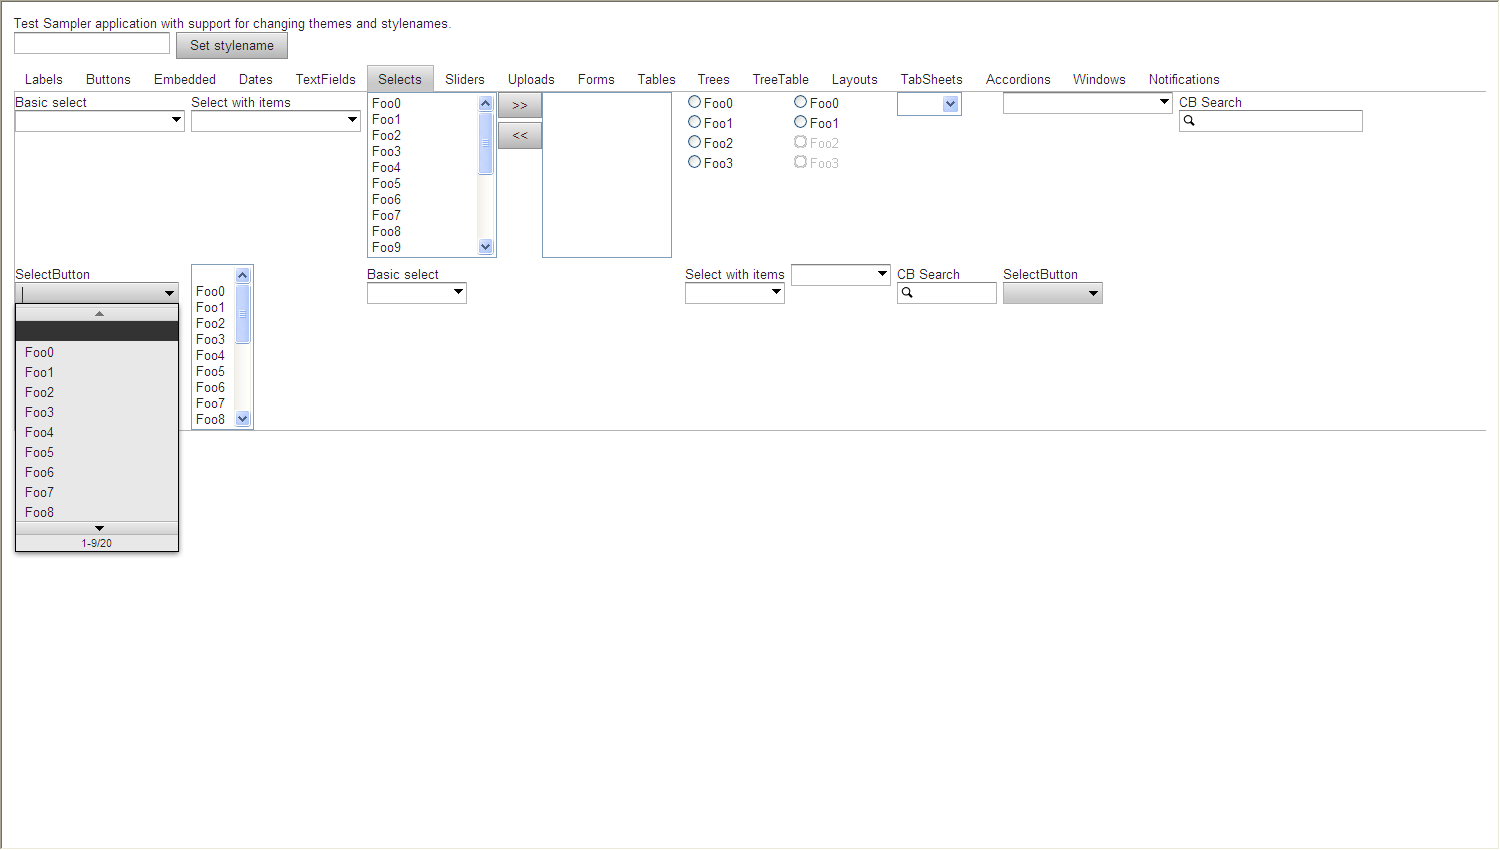 Test Sampler application with support for changing themes and stylenames.
Set stylename
Labels Buttons Embedded Dates TextFields Selects Sliders Uploads Forms Tables Trees TreeTable Layouts TabSheets Accordions Windows Notifications
Basic select
Select with items
Foo0
Foo1
Foo2
Foo3
Foo4
Foo5
Foo6
Foo7
Foo8
Foo9
>>
<<
Foo0
Foo1
Foo2
Foo3
Foo0
Foo1
Foo2
Foo3
CB Search
SelectButton
Foo0
Foo1
Foo2
Foo3
Foo4
Foo5
Foo6
Foo7
Foo8
1-9/20
Foo0
Foo1
Foo2
Foo3
Foo4
Foo5
Foo6
Foo7
Foo8
Basic select
Select with items
CB Search
SelectButton